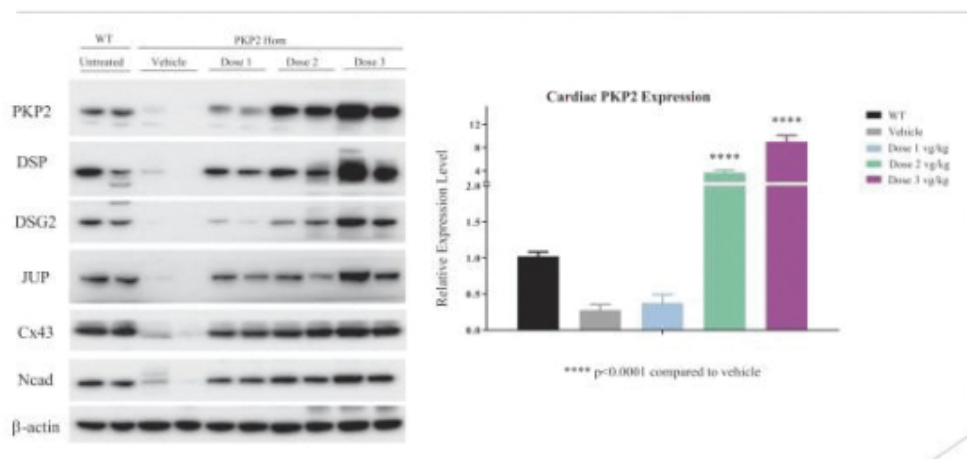 WT
PKP2 Hom
Untreated
Vehicle
Dose 1
Dose 2
Dose 3
PKP2
DSP
DSG2
JUP
Cx43
Ncad
β-actin
Cardiac PKP2 Expression
Relative Expression Level
12
8
4
2.0
1.5
1.0
0.5
0.0
****
****
WT
Vehicle
Dose 1 vg/kg
Dose 2 vg/kg
Dose 3 vg/kg
**** p<0.0001 compared to vehicle